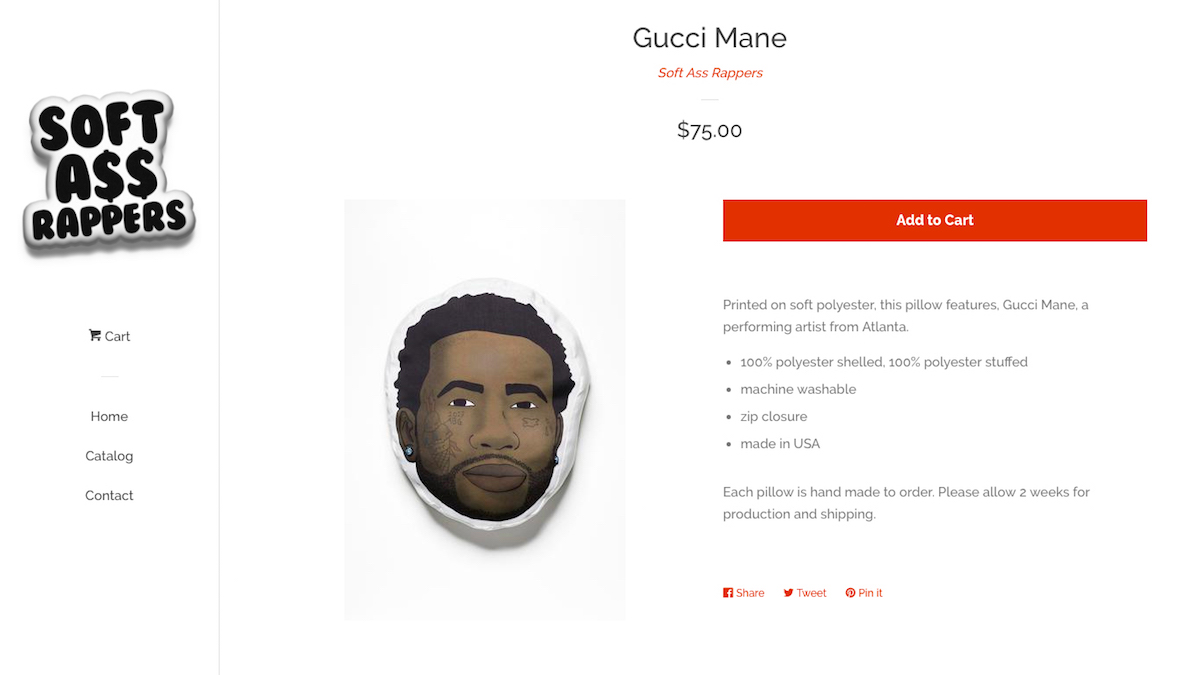 SOFT
A$$
RAPPERS
Cart
Home
Catalog
Contact
Gucci Mane
Soft Ass Rappers
$75.00
Add to Cart
Printed on soft polyester, this pillow features, Gucci Mane, a
performing artist from Atlanta.
100% polyester shelled, 100% polyester stuffed
machine washable
zip closure
made in USA
Each pillow is hand made to order. Please allow 2 weeks for
production and shipping.
Share Tweet Pin it